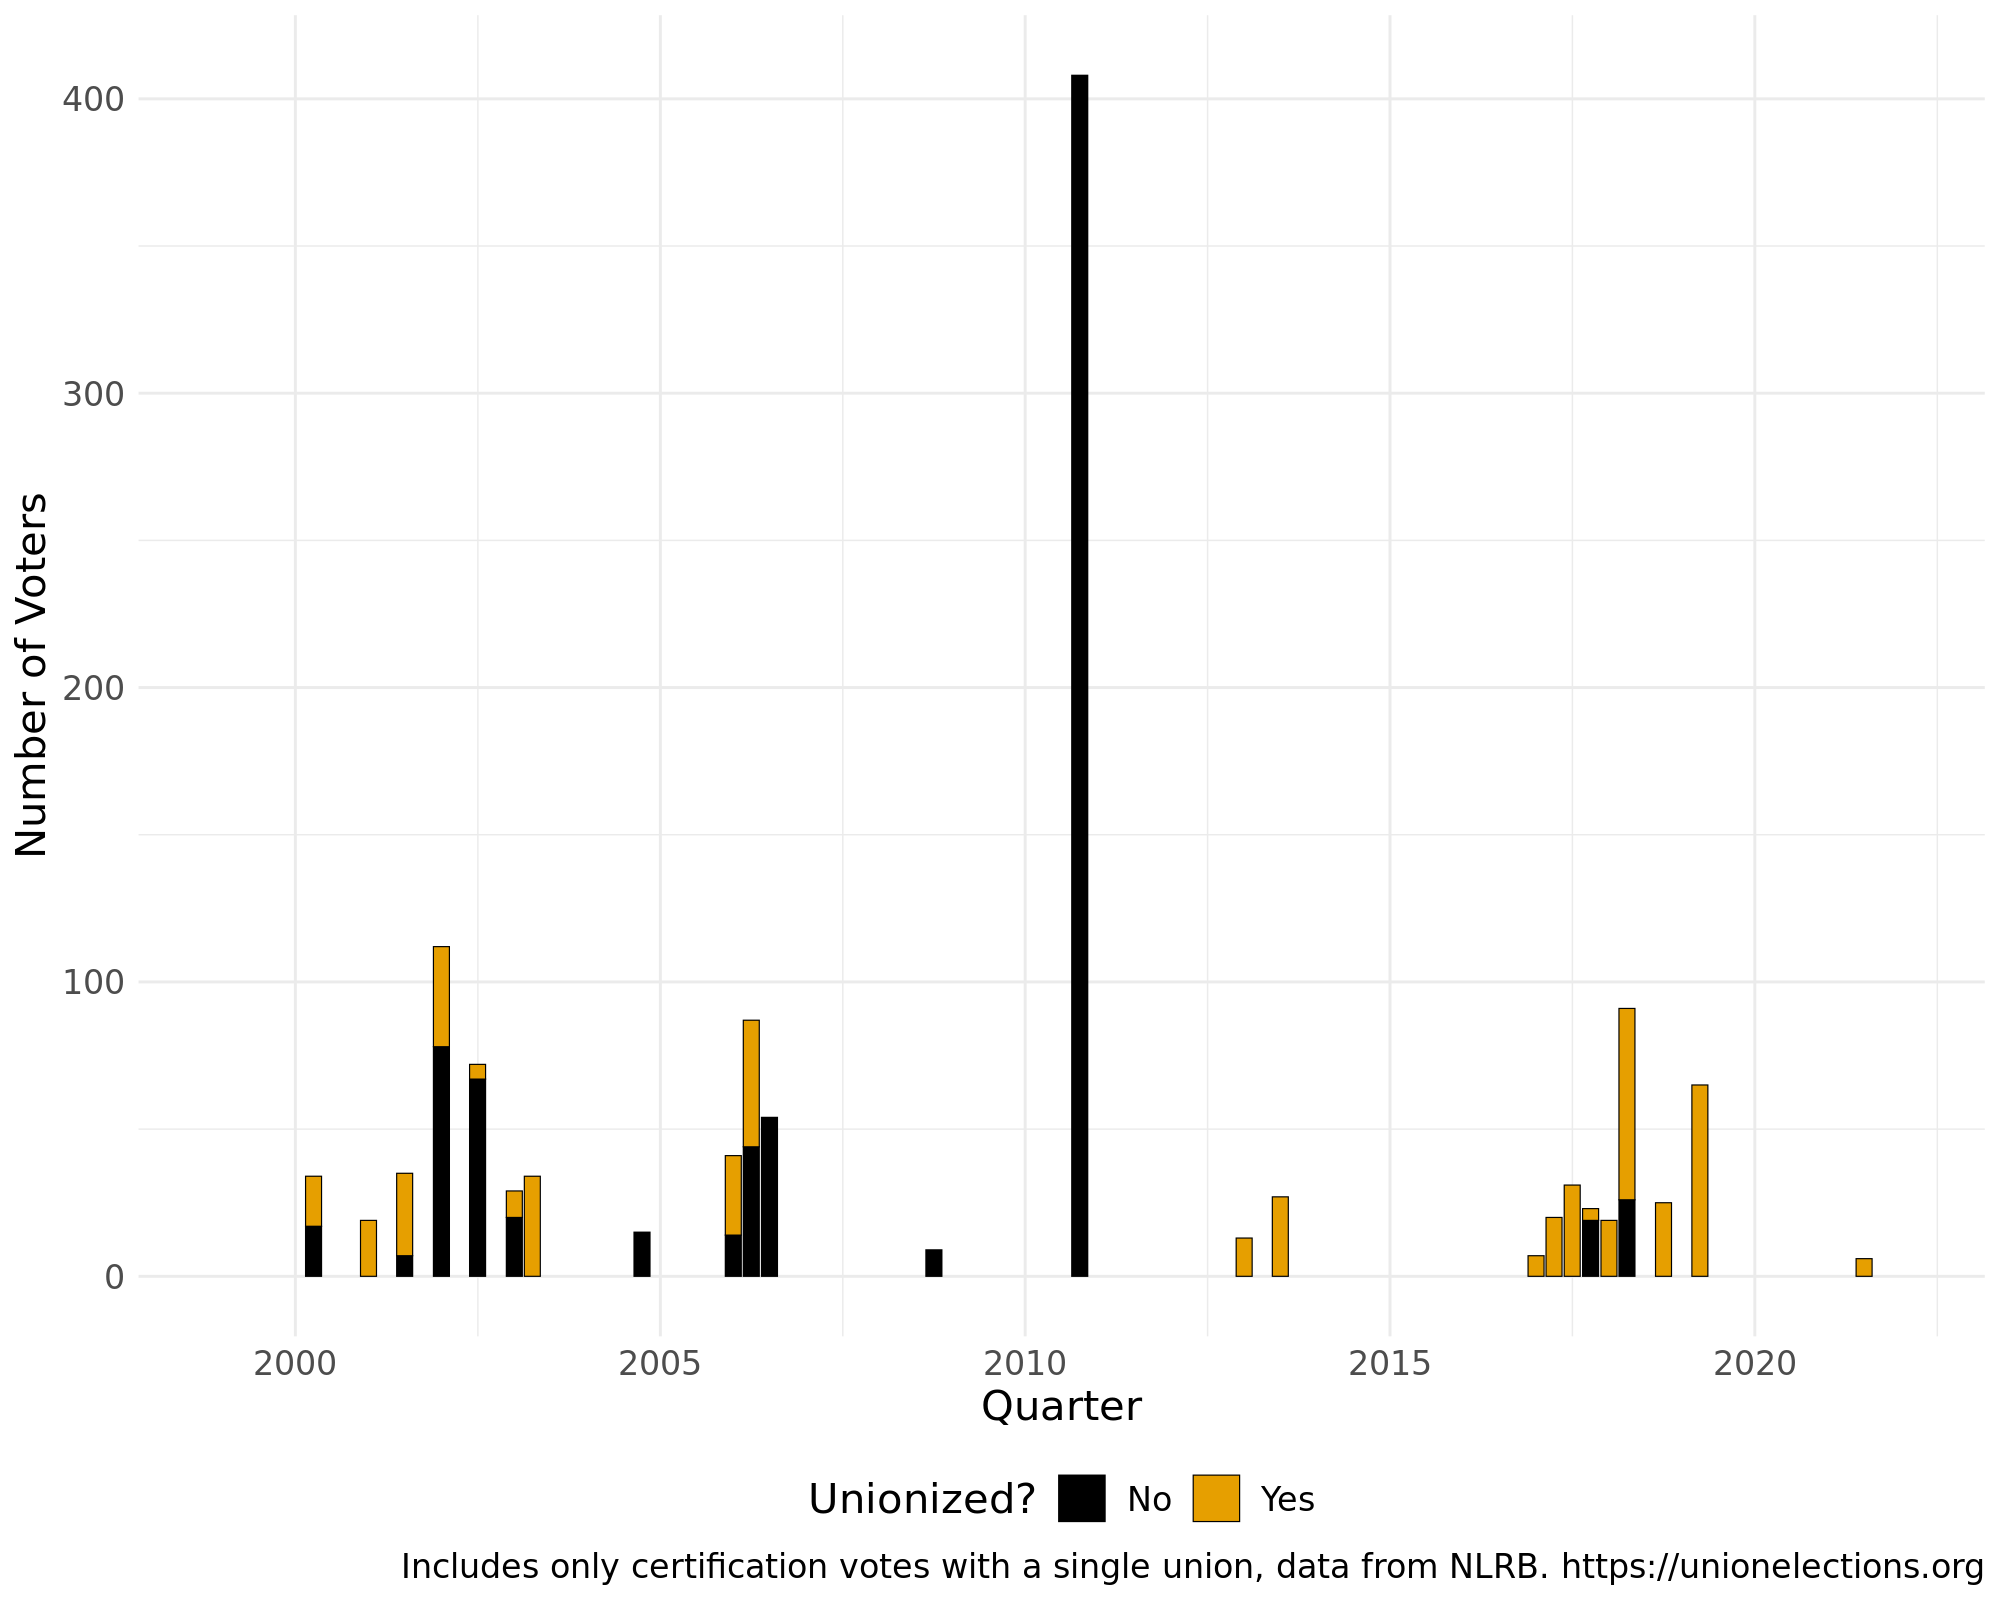 400
300
200
100
0
Number of Voters
2000 2005 2010 2015 2020
Quarter
Unionized? No Yes
Includes only certification votes with a single union, data from NLRB. https://unionelections.org